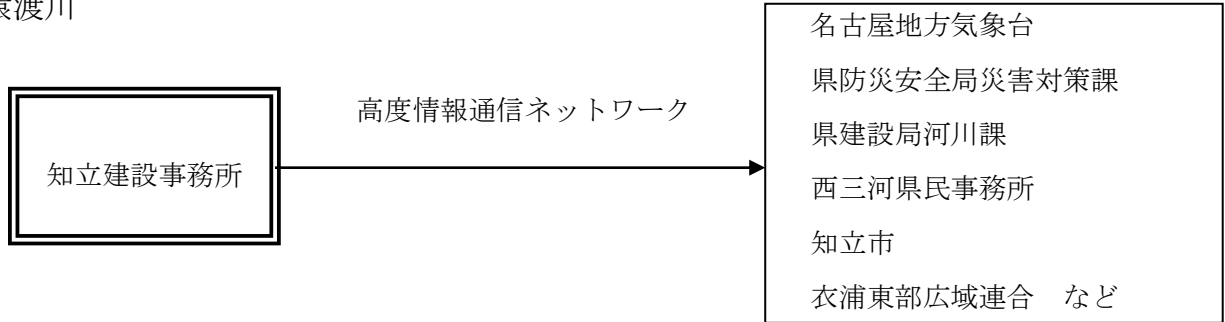 渡川
名古屋地方気象台
県防災安全局災害対策課
高度情報通信ネットワーク
県建設局河川課
知立建設事務所
西三河県民事務所
知立市
衣浦東部広域連合　など